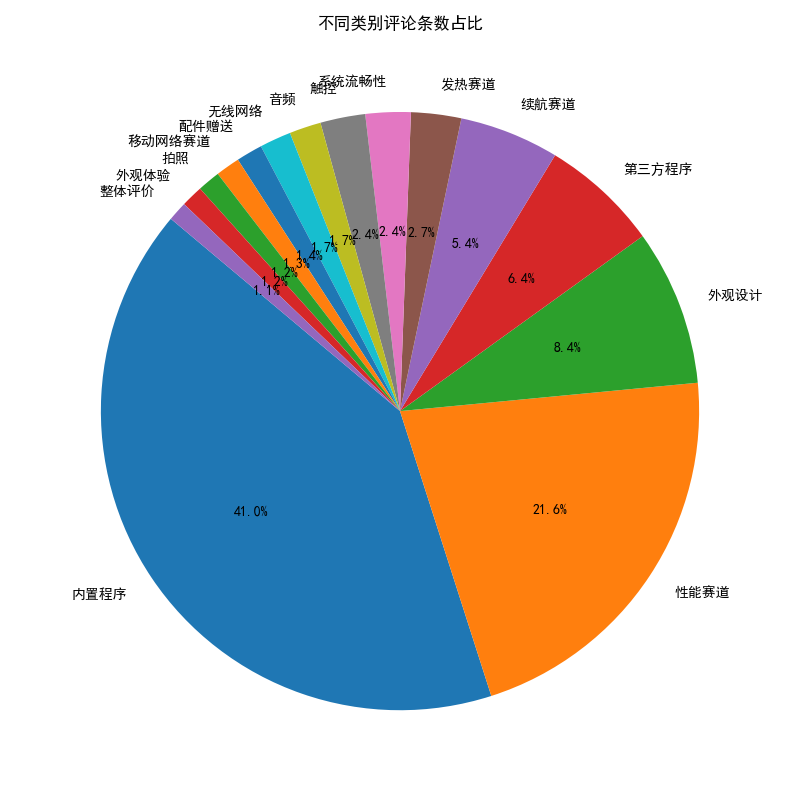 不同类别评论条数占比
系统流畅性
触控
音频
无线网络
配件赠送
移动网络赛道
拍照
外观体验
整体评价
发热赛道
续航赛道
第三方程序
外观设计
性能赛道
内置程序
41.0%
21.6%
8.4%
6.4%
5.4%
2.7%
2.4%
2.4%
1.7%
1.7%
1.4%
1.3%
1.2%
1.2%
1.1%